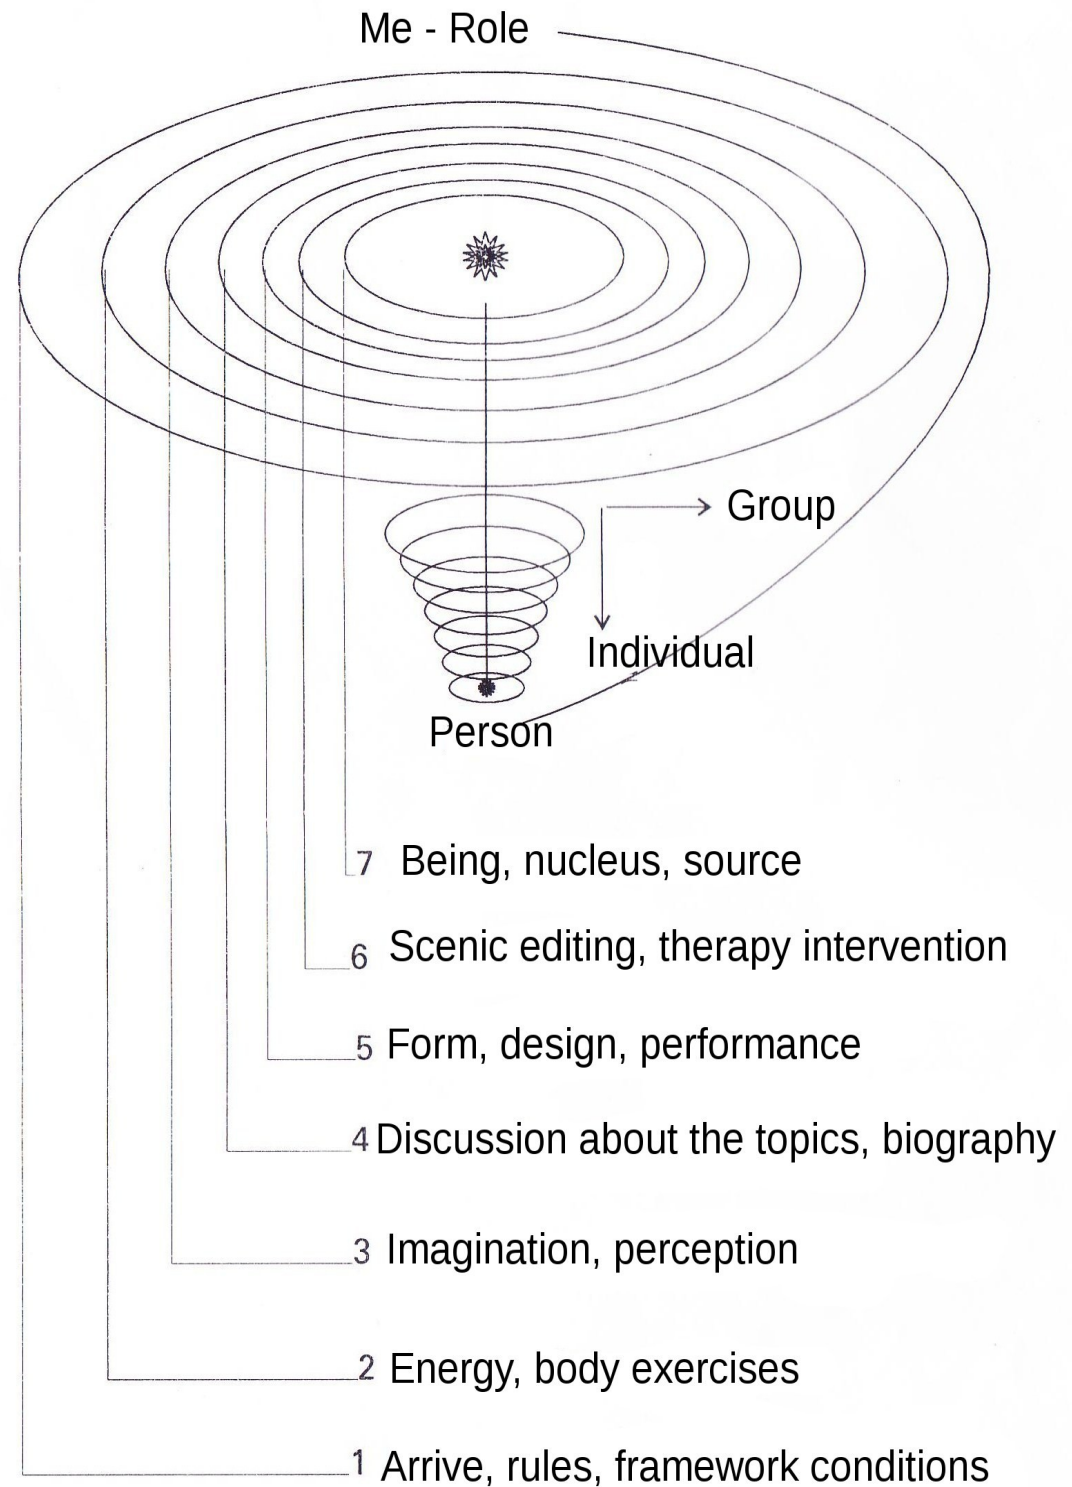 Me - Role
Group
Individual
Person
7 Being, nucleus, source
6 Scenic editing, therapy intervention
5 Form, design, performance
4 Discussion about the topics, biography
3 Imagination, perception
2 Energy, body exercises
1 Arrive, rules, framework conditions